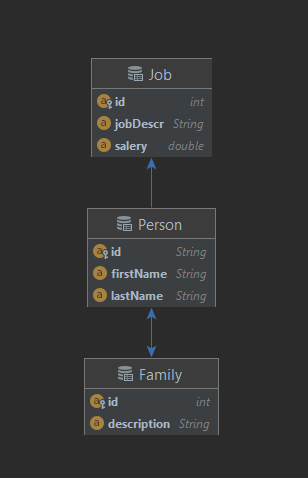 Job
id int
jobDescr String
salery double
Person
id String
firstName String
lastName String
Family
id int
description String